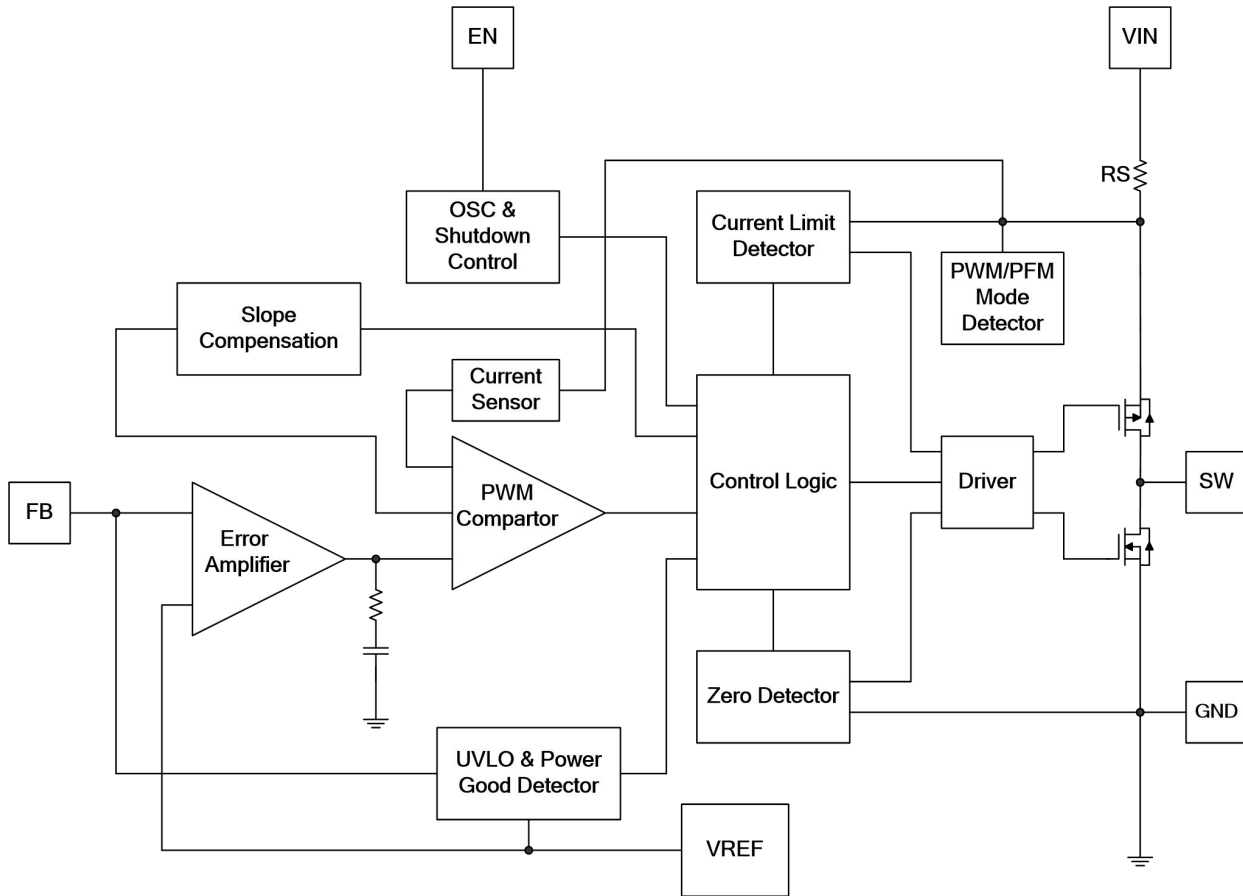 EN
VIN
RS
OSC &
Shutdown
Control
Current Limit
Detector
PWM/PFM
Mode
Detector
Slope
Compensation
Current
Sensor
PWM
Compartor
Control Logic
Driver
SW
FB
Error
Amplifier
Zero Detector
GND
UVLO & Power
Good Detector
VREF